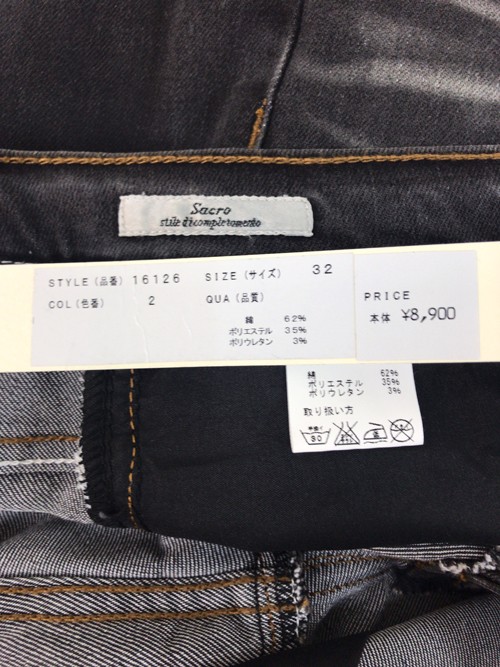 Sacro
stile di completamento
STYLE (品番) 16126 SIZE (サイズ) 32
COL (色番) 2 QUA (品質)
綿 62%
ポリエステル 35%
ポリウレタン 3%
PRICE
本体 ¥8,900
綿 62%
ポリエステル 35%
ポリウレタン 3%
取り扱い方